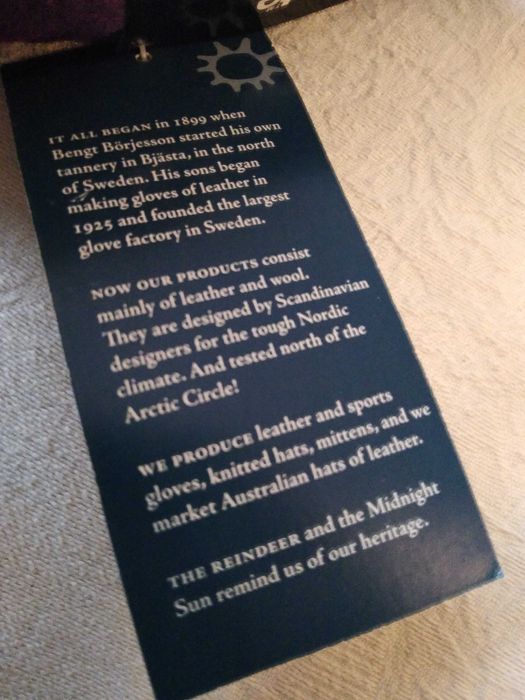 IT ALL BEGAN in 1899 when
Bengt Börjesson started his own
tannery in Bjästa, in the north
of Sweden. His sons began
making gloves of leather in
1925 and founded the largest
glove factory in Sweden.
NOW OUR PRODUCTS consist
mainly of leather and wool.
They are designed by Scandinavian
designers for the tough Nordic
climate. And tested north of the
Arctic Circle!
WE PRODUCE leather and sports
gloves, knitted hats, mittens, and we
market Australian hats of leather.
THE REINDEER and the Midnight
Sun remind us of our heritage.